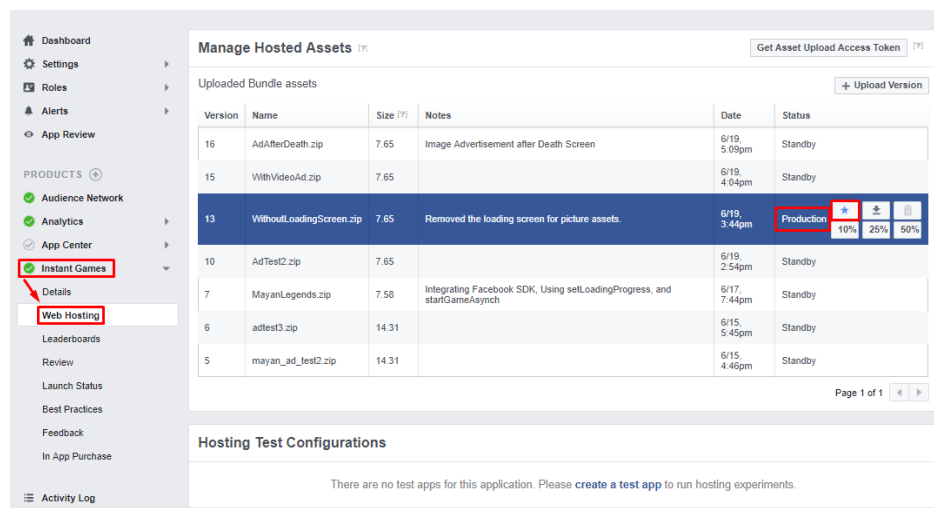 Dashboard
Settings
Roles
Alerts
App Review
PRODUCTS
Audience Network
Analytics
App Center
Instant Games
Details
Web Hosting
Leaderboards
Review
Launch Status
Best Practices
Feedback
In App Purchase
Activity Log
Manage Hosted Assets [?]
Get Asset Upload Access Token [?]
Uploaded Bundle assets
+ Upload Version
Version Name Size [?] Notes Date Status
16 AdAfterDeath.zip 7.65 Image Advertisement after Death Screen 6/19, 5:09pm Standby
15 WithVideoAd.zip 7.65 6/19, 4:04pm Standby
13 WithoutLoadingScreen.zip 7.65 Removed the loading screen for picture assets. 6/19, 3:44pm Production
10% 25% 50%
10 AdTest2.zip 7.65 6/19, 2:54pm Standby
7 MayanLegends.zip 7.58 Integrating Facebook SDK, Using setLoadingProgress, and startGameAsynch 6/17, 7:44pm Standby
6 adtest3.zip 14.31 6/15, 5:45pm Standby
5 mayan_ad_test2.zip 14.31 6/15, 4:46pm Standby
Page 1 of 1
Hosting Test Configurations
There are no test apps for this application. Please create a test app to run hosting experiments.